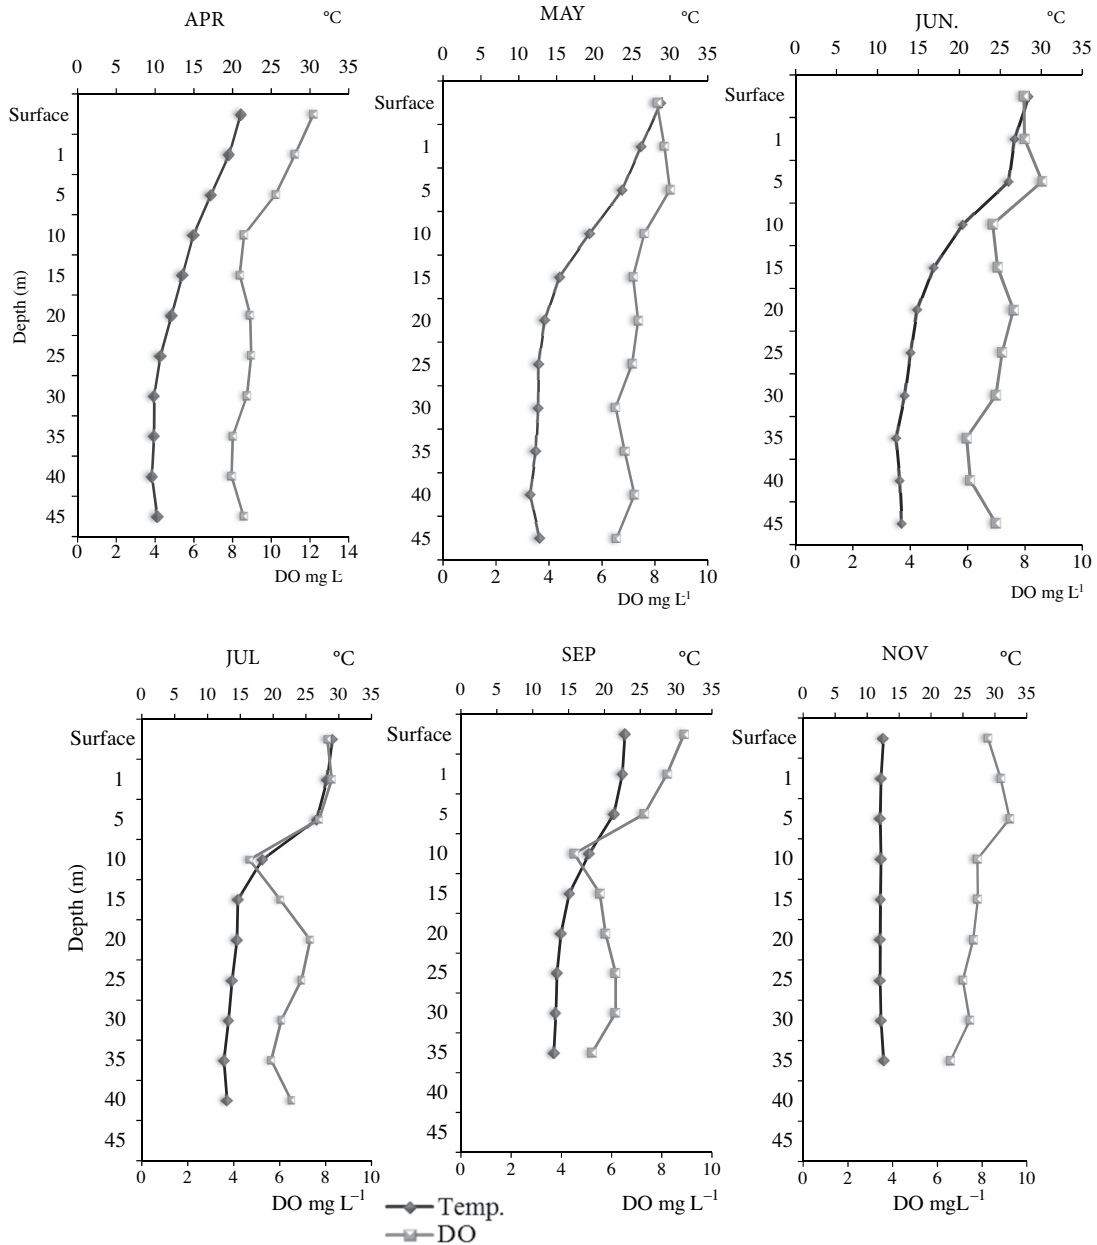 APR °C
0 5 10 15 20 25 30 35
Surface
1
5
10
15
20
25
30
35
40
45
Depth (m)
0 2 4 6 8 10 12 14
DO mg L-
MAY °C
0 5 10 15 20 25 30 35
Surface
1
5
10
15
20
25
30
35
40
45
0 2 4 6 8 10
DO mg L-1
JUN. °C
0 5 10 15 20 25 30 35
Surface
1
5
10
15
20
25
30
35
40
45
0 2 4 6 8 10
DO mg L-1
JUL °C
0 5 10 15 20 25 30 35
Surface
1
5
10
15
20
25
30
35
40
45
Depth (m)
0 2 4 6 8 10
DO mg L−1
SEP °C
0 5 10 15 20 25 30 35
Surface
1
5
10
15
20
25
30
35
40
45
0 2 4 6 8 10
DO mg L−1
NOV °C
0 5 10 15 20 25 30 35
Surface
1
5
10
15
20
25
30
35
40
45
0 2 4 6 8 10
DO mgL−1
Temp.
DO